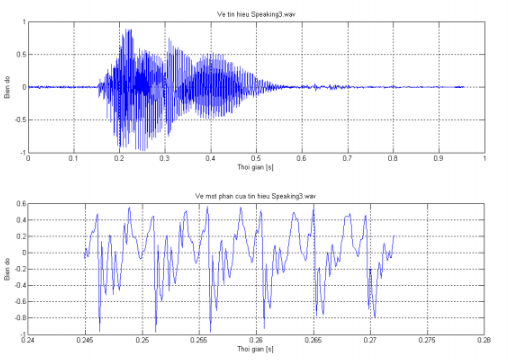 Ve tin hieu Speaking3.wav
1
0.5
0
-0.5
-1
0 0.1 0.2 0.3 0.4 0.5 0.6 0.7 0.8 0.9 1
Bien do
Thoi gian [s]
Ve mot phan cua tin hieu Speaking3.wav
0.6
0.4
0.2
0
-0.2
-0.4
-0.6
-0.8
-1
0.24 0.245 0.25 0.255 0.26 0.265 0.27 0.275 0.28
Bien do
Thoi gian [s]